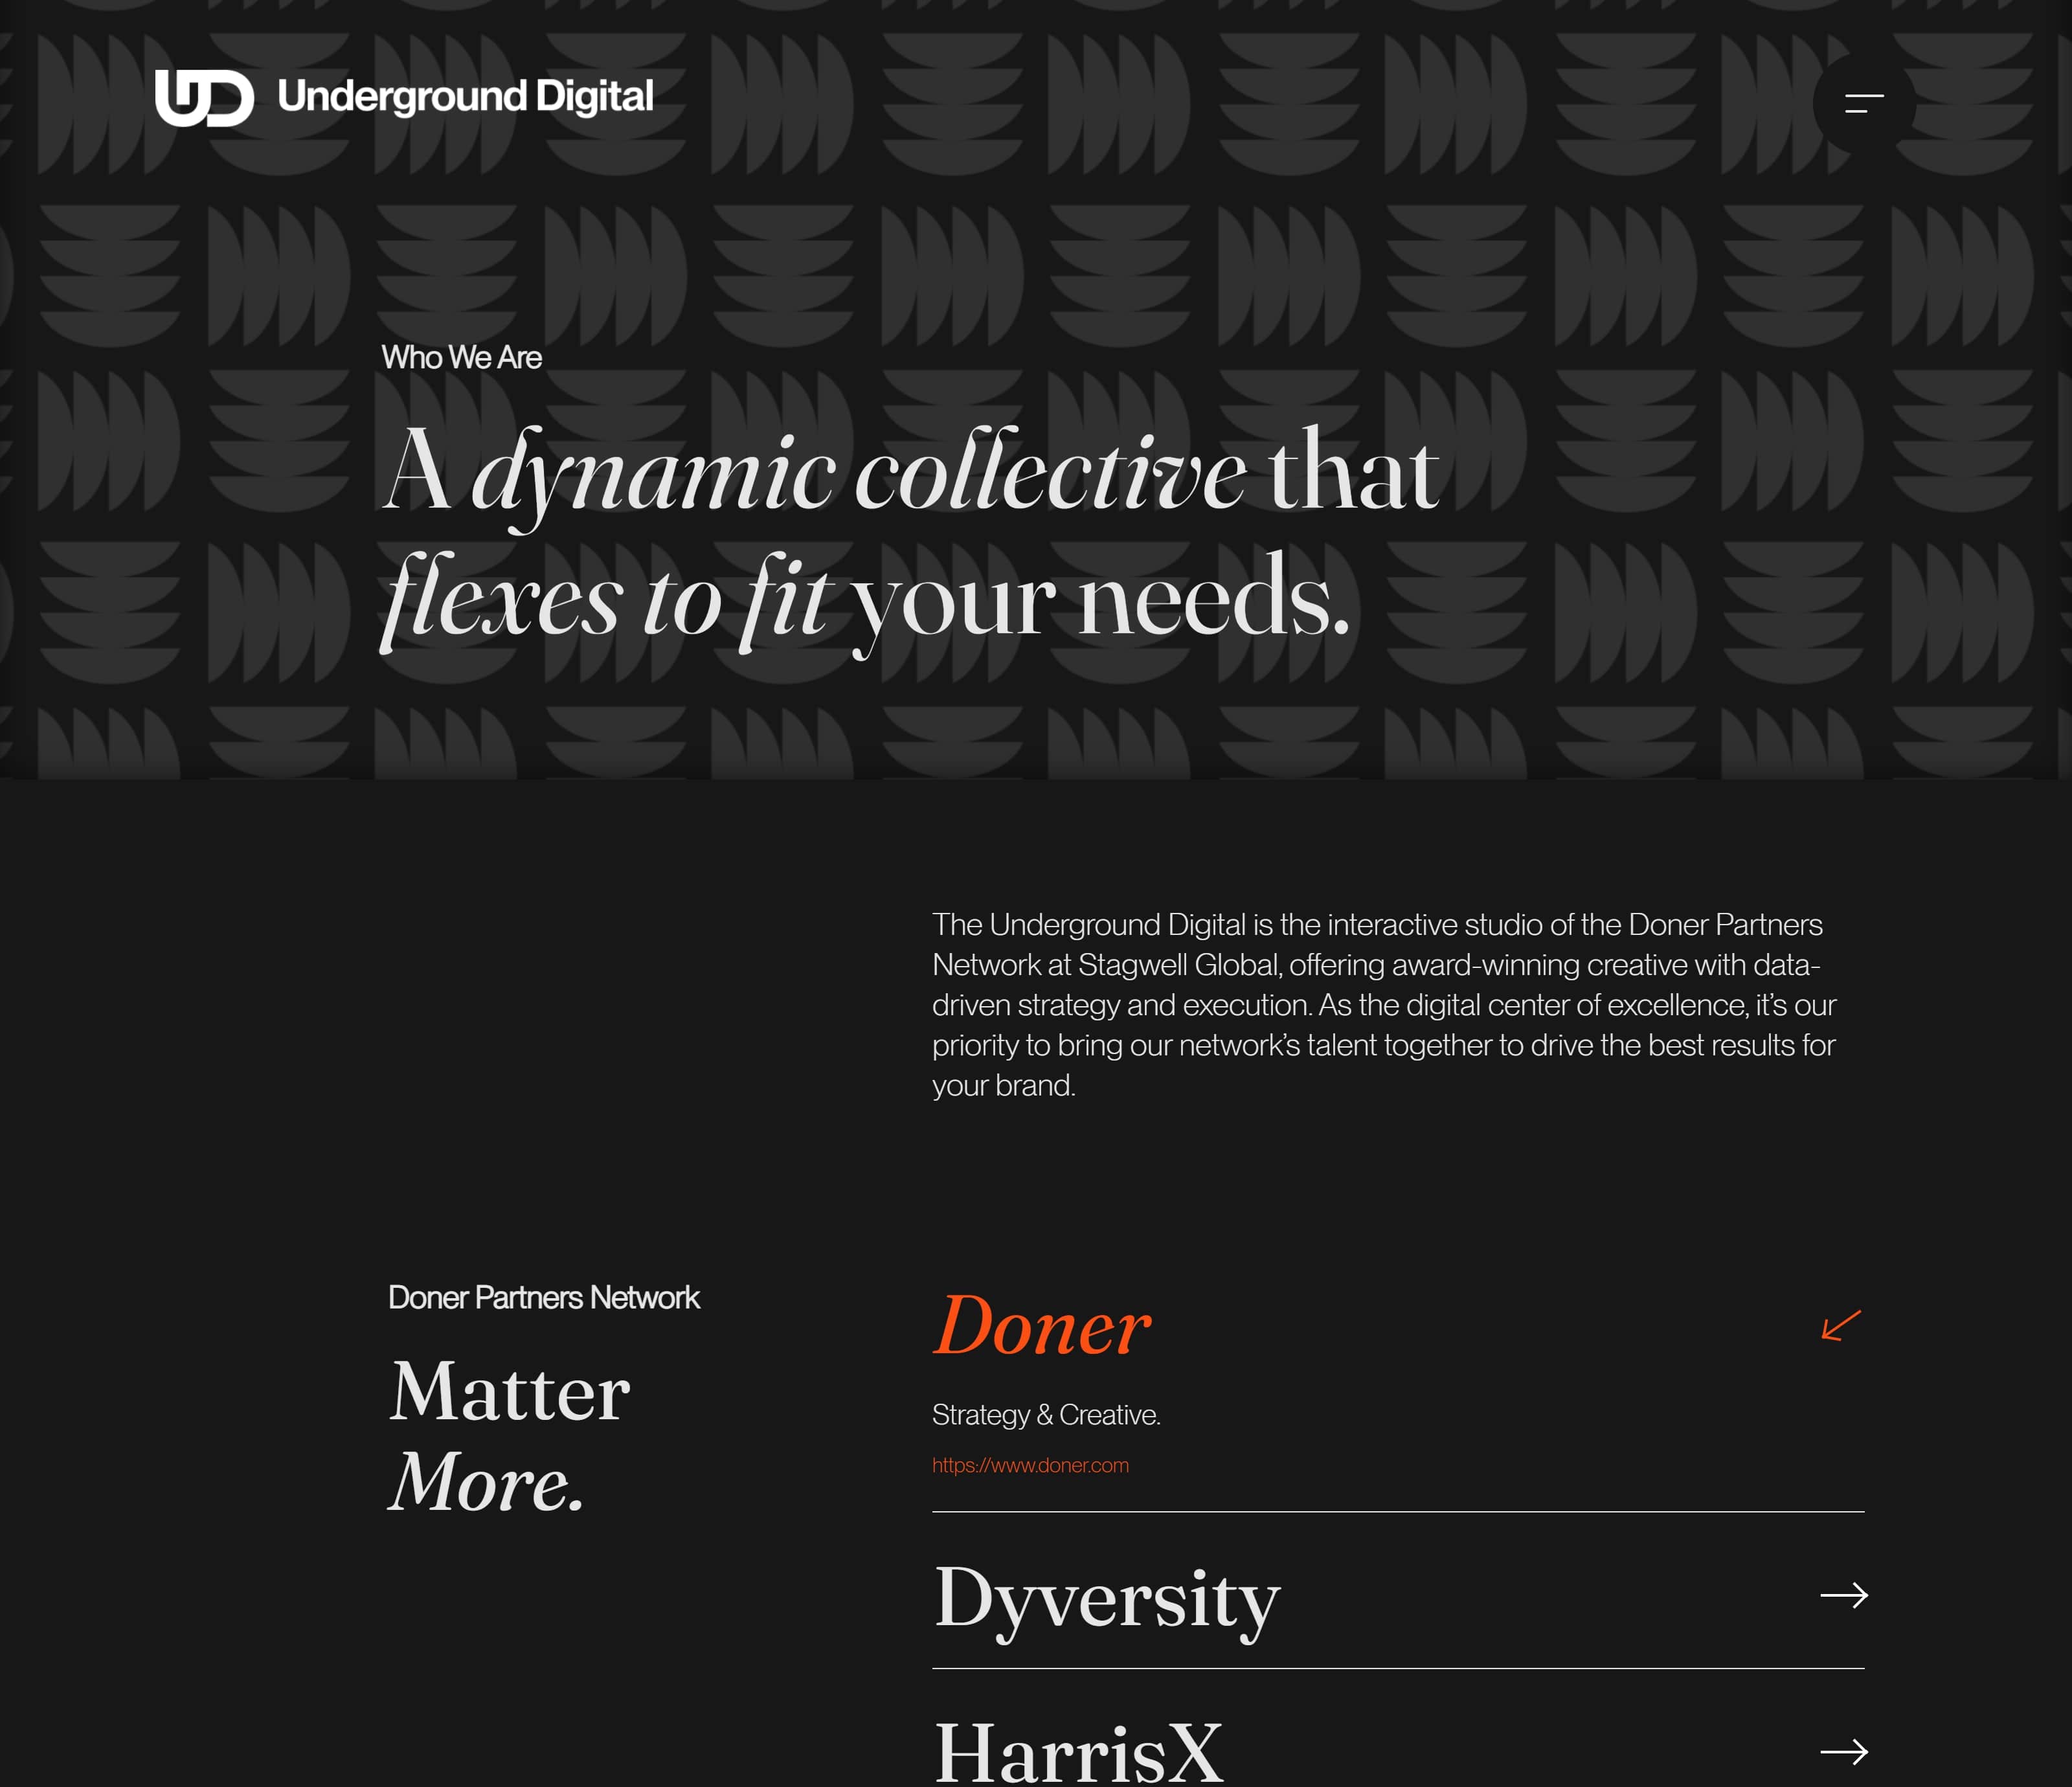 UD Underground Digital
Who We Are
A dynamic collective that
flexes to fit your needs.
The Underground Digital is the interactive studio of the Doner Partners
Network at Stagwell Global, offering award-winning creative with data-
driven strategy and execution. As the digital center of excellence, it’s our
priority to bring our network’s talent together to drive the best results for
your brand.
Doner Partners Network
Matter
More.
Doner
Strategy & Creative.
https://www.doner.com
Dyversity
HarrisX